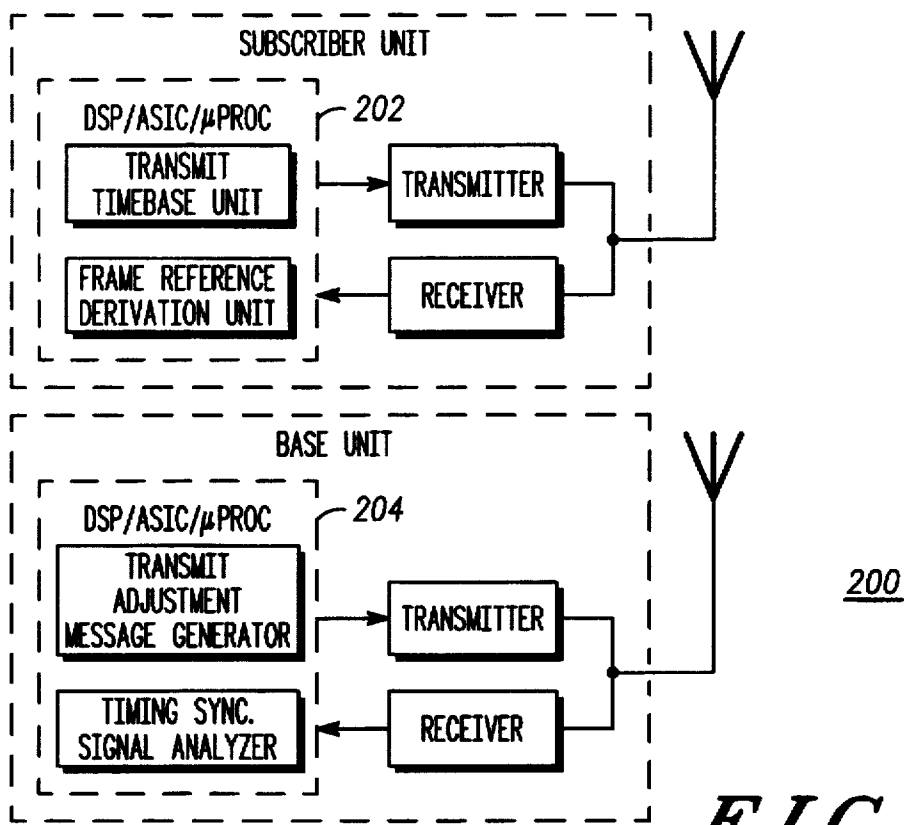 SUBSCRIBER UNIT
DSP/ASIC/μPROC
202
TRANSMIT
TIMEBASE UNIT
TRANSMITTER
FRAME REFERENCE
DERIVATION UNIT
RECEIVER
BASE UNIT
DSP/ASIC/μPROC
204
TRANSMIT
ADJUSTMENT
MESSAGE GENERATOR
TRANSMITTER
200
TIMING SYNC.
SIGNAL ANALYZER
RECEIVER
FIG